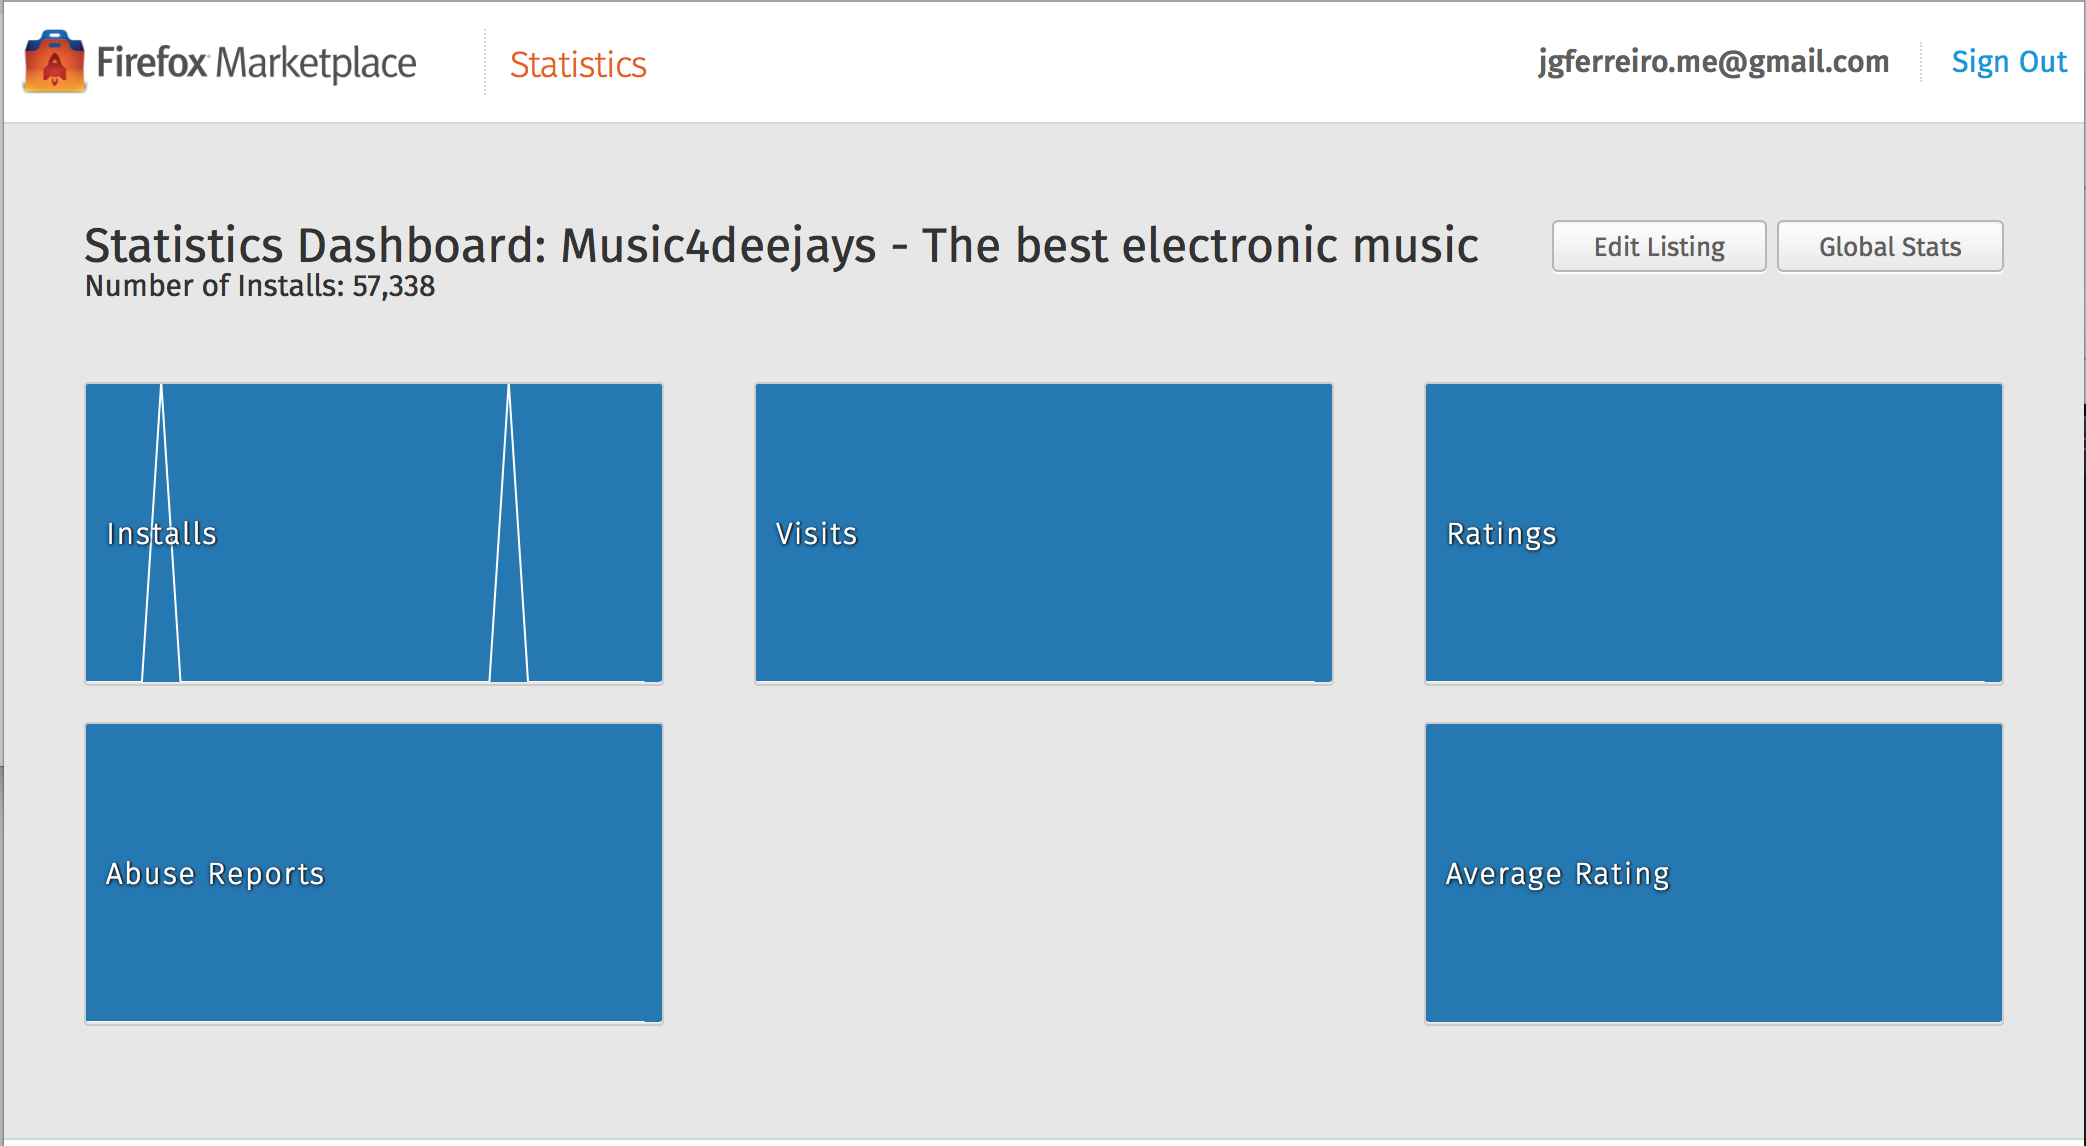 Firefox Marketplace
Statistics
jgferreiro.me@gmail.com
Sign Out
Statistics Dashboard: Music4deejays - The best electronic music
Edit Listing
Global Stats
Number of Installs: 57,338
Installs
Visits
Ratings
Abuse Reports
Average Rating